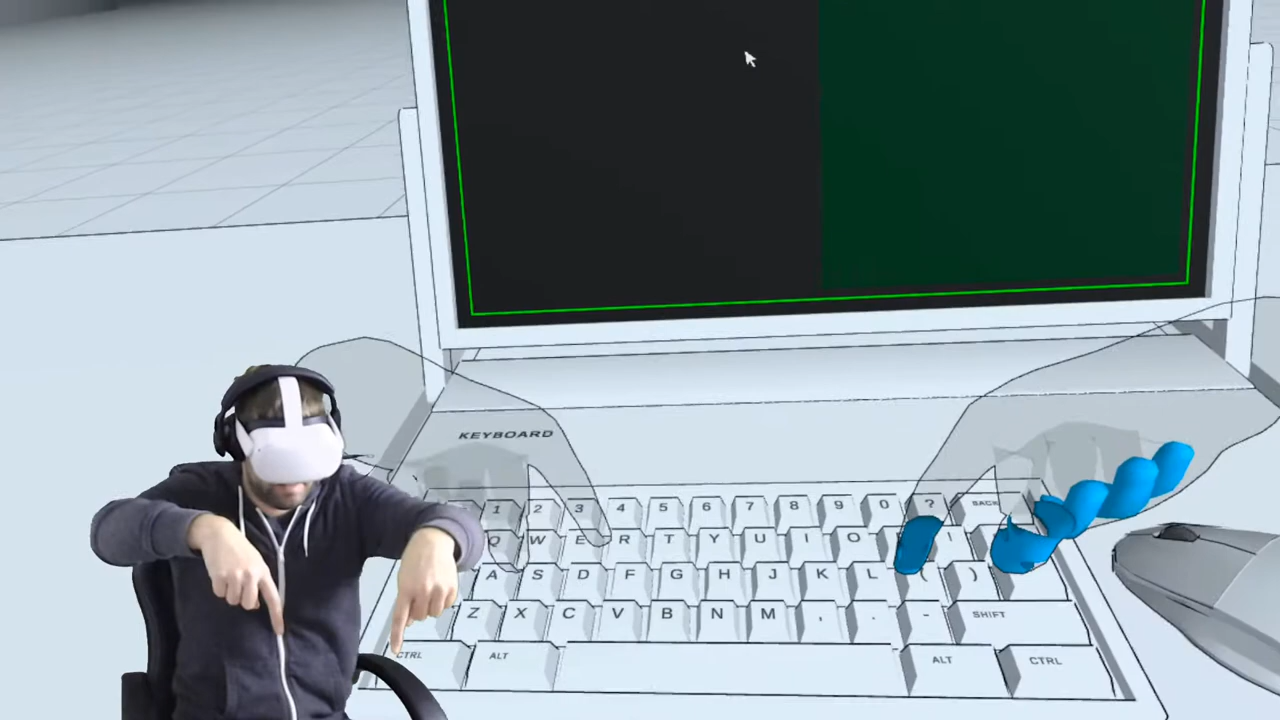 KEYBOARD
1 2 3 4 5 6 7 8 9 0 ? BACK
Q W E R T Y U I O
A S D F G H J K L ( )
Z X C V B N M , . - SHIFT
CTRL ALT ALT CTRL